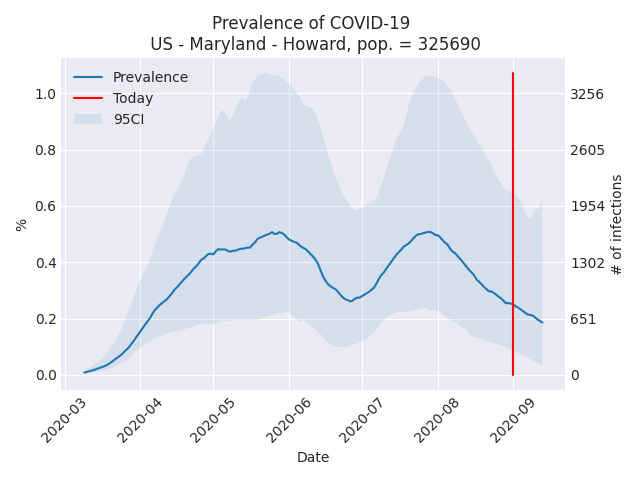 Prevalence of COVID-19
US - Maryland - Howard, pop. = 325690
Prevalence
Today
95CI
%
1.0
0.8
0.6
0.4
0.2
0.0
3256
2605
1954
1302
651
0
# of infections
2020-03
2020-04
2020-05
2020-06
2020-07
2020-08
2020-09
Date